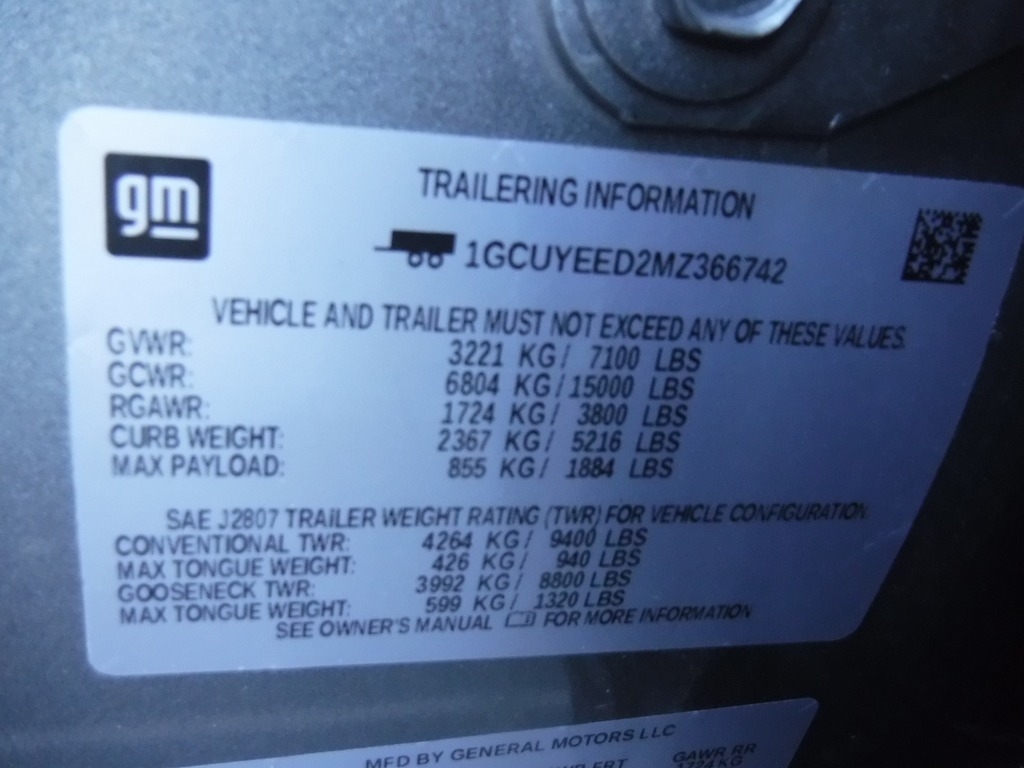 gm
TRAILERING INFORMATION
1GCUYEED2MZ366742
VEHICLE AND TRAILER MUST NOT EXCEED ANY OF THESE VALUES.
GVWR: 3221 KG / 7100 LBS
GCWR: 6804 KG / 15000 LBS
RGAWR: 1724 KG / 3800 LBS
CURB WEIGHT: 2367 KG / 5216 LBS
MAX PAYLOAD: 855 KG / 1884 LBS
SAE J2807 TRAILER WEIGHT RATING (TWR) FOR VEHICLE CONFIGURATION
CONVENTIONAL TWR: 4264 KG / 9400 LBS
MAX TONGUE WEIGHT: 426 KG / 940 LBS
GOOSENECK TWR: 3992 KG / 8800 LBS
MAX TONGUE WEIGHT: 599 KG / 1320 LBS
SEE OWNER'S MANUAL FOR MORE INFORMATION
MFD BY GENERAL MOTORS LLC
FRT GAWR RR
1724 KG